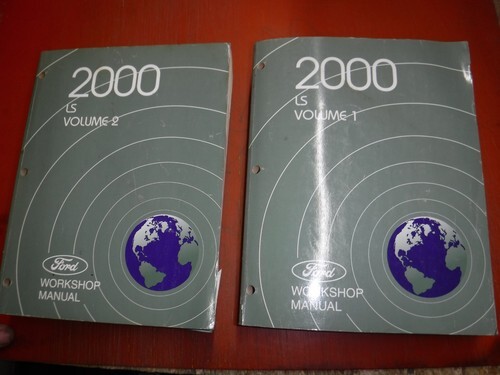 2000
LS
VOLUME 2
Ford
WORKSHOP
MANUAL
2000
LS
VOLUME 1
Ford
WORKSHOP
MANUAL